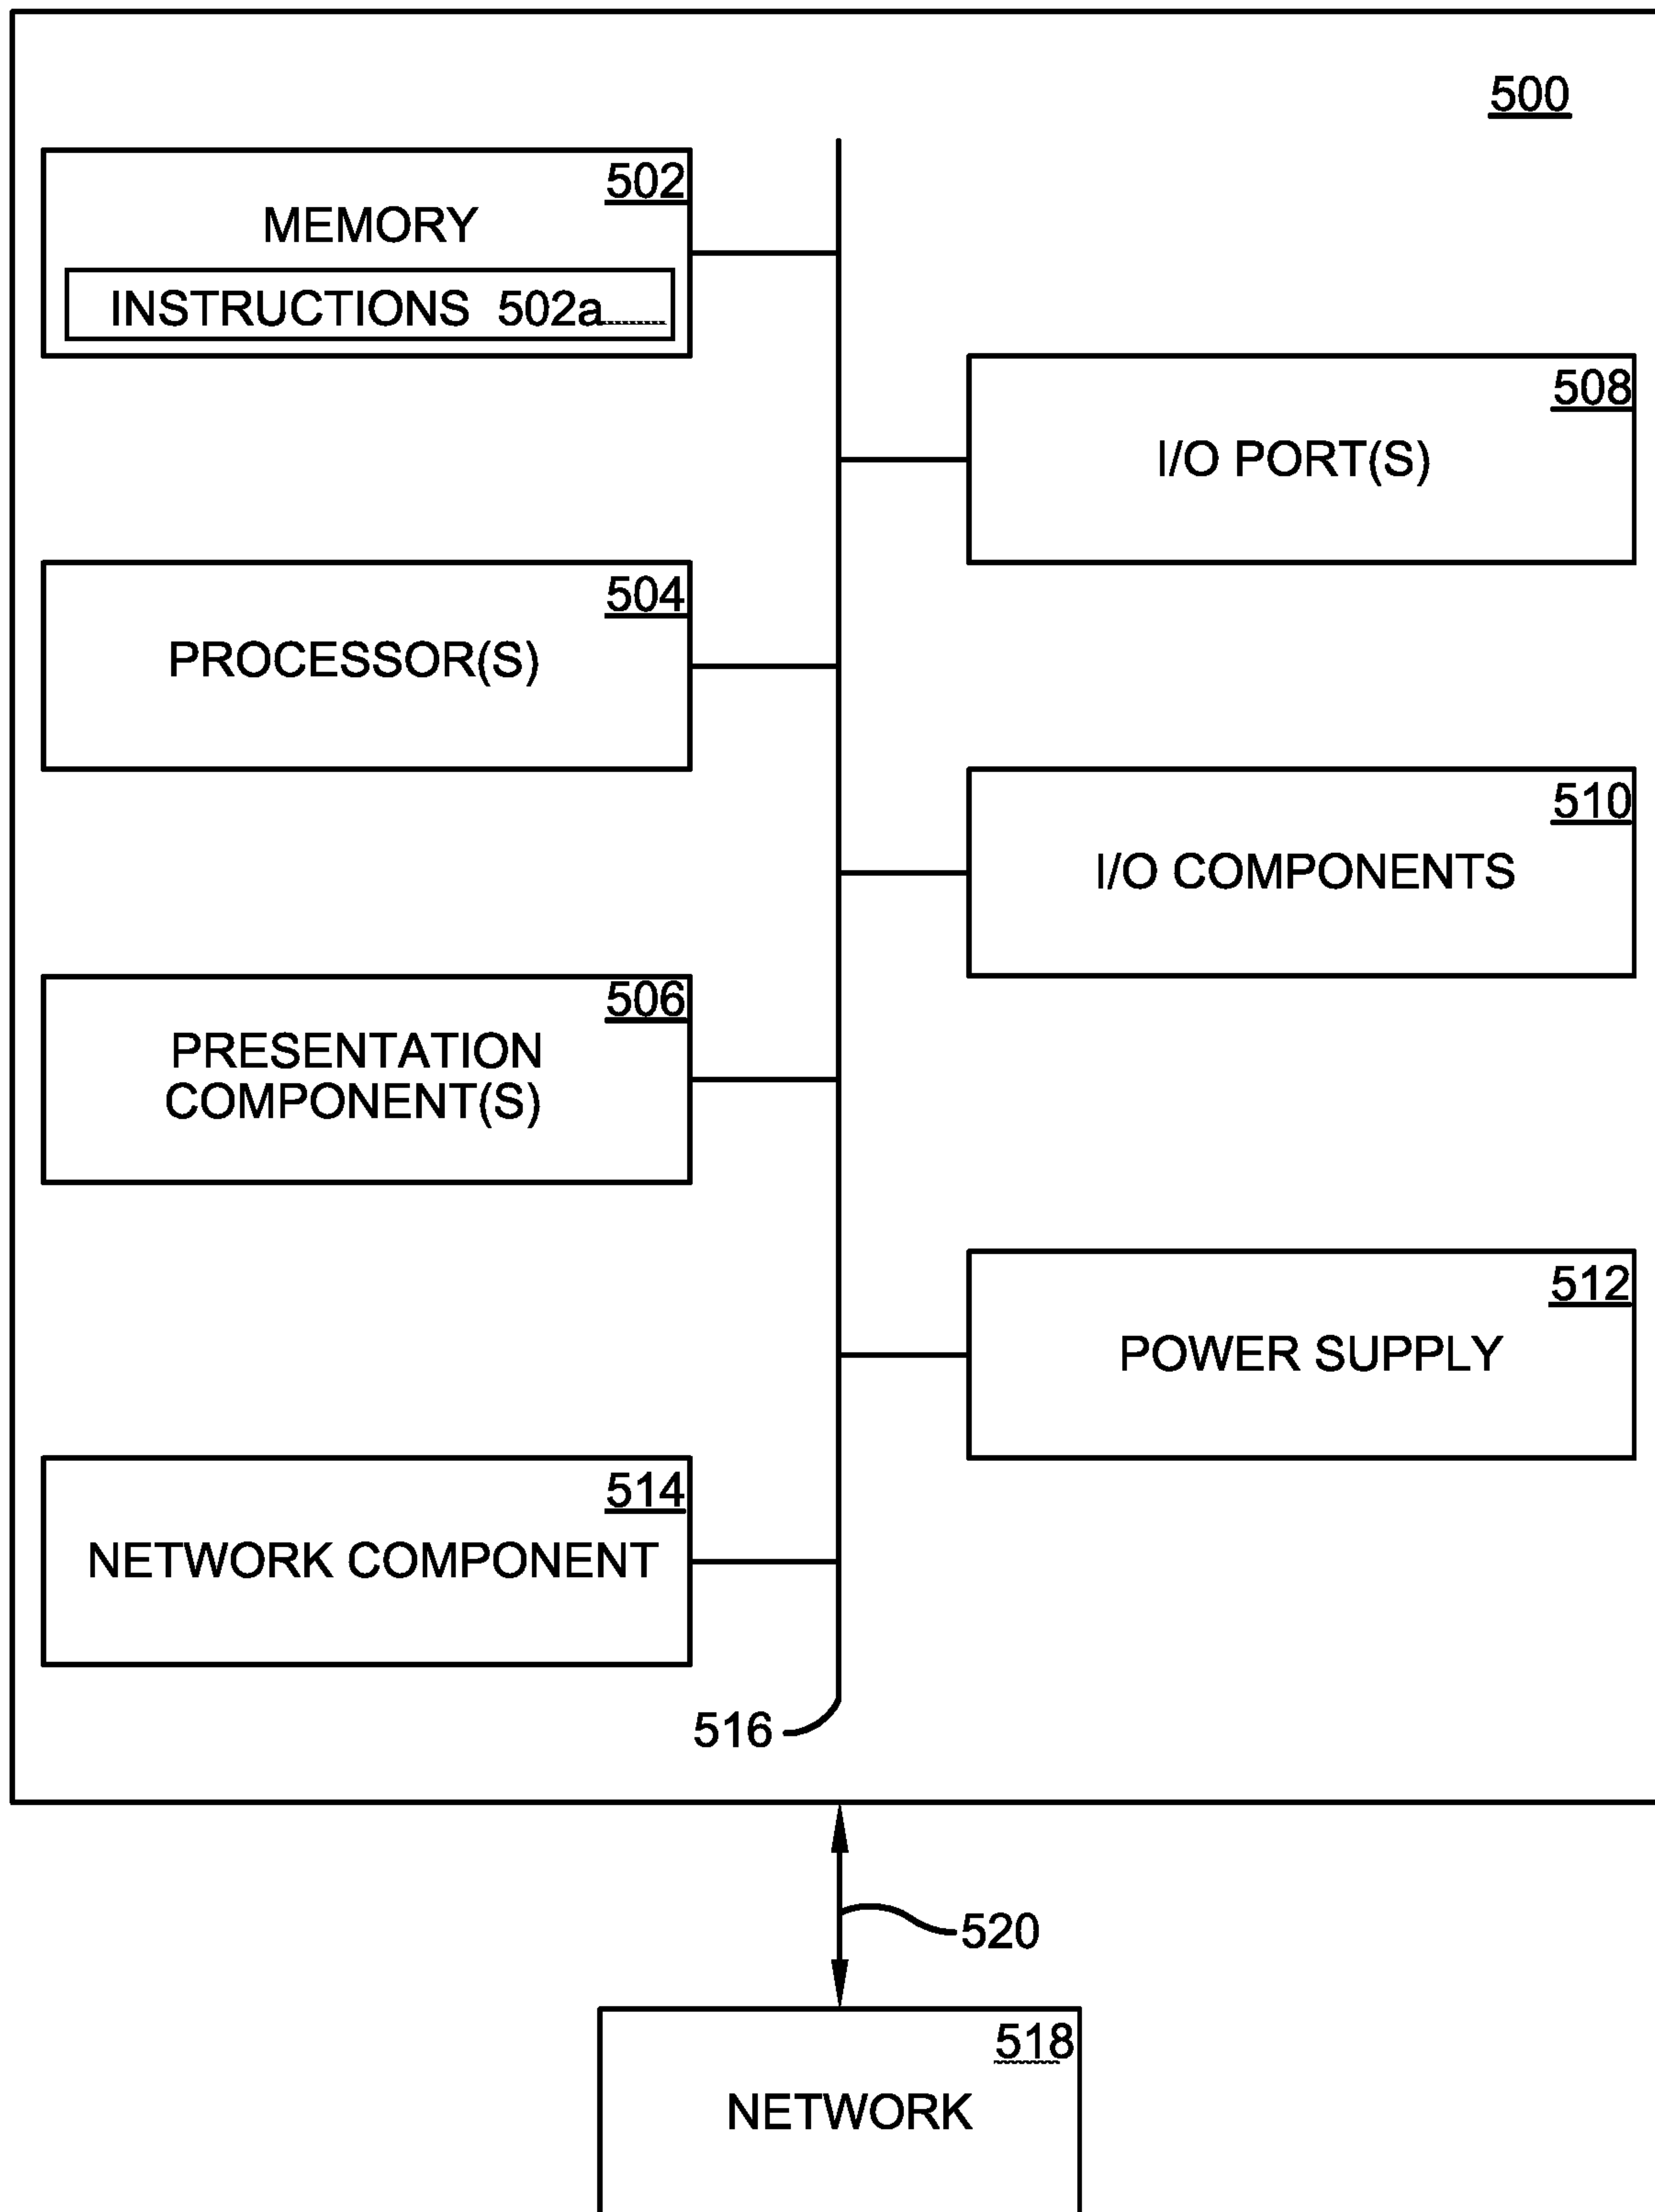 500
502
MEMORY
INSTRUCTIONS 502a
508
I/O PORT(S)
504
PROCESSOR(S)
510
I/O COMPONENTS
506
PRESENTATION
COMPONENT(S)
512
POWER SUPPLY
514
NETWORK COMPONENT
516
520
518
NETWORK